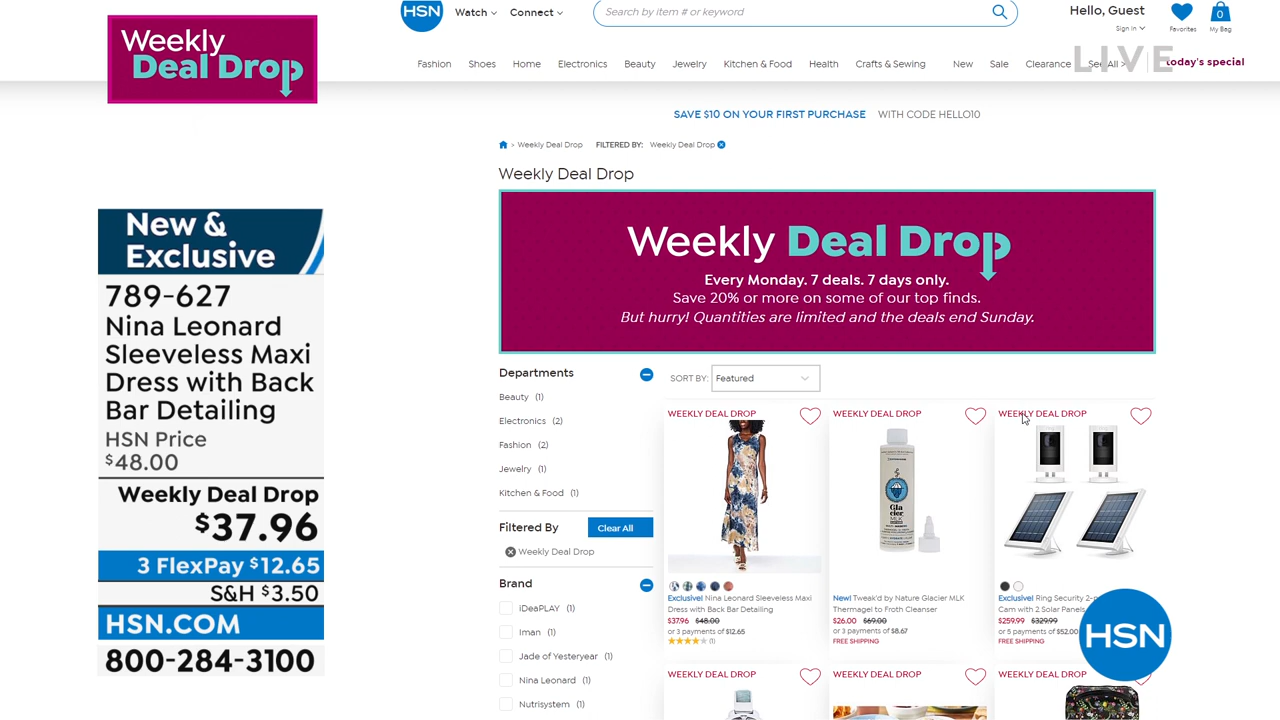 Weekly
Deal Drop
HSN
Watch
Connect
Search by item # or keyword
Hello, Guest
Sign in
Favorites
0
My Bag
Fashion Shoes Home Electronics Beauty Jewelry Kitchen & Food Health Crafts & Sewing New Sale Clearance See All >
LIVE
today's special
SAVE $10 ON YOUR FIRST PURCHASE WITH CODE HELLO10
> Weekly Deal Drop FILTERED BY: Weekly Deal Drop
Weekly Deal Drop
Weekly Deal Drop
Every Monday. 7 deals. 7 days only.
Save 20% or more on some of our top finds.
But hurry! Quantities are limited and the deals end Sunday.
New &
Exclusive
789-627
Nina Leonard
Sleeveless Maxi
Dress with Back
Bar Detailing
HSN Price
$48.00
Weekly Deal Drop
$37.96
3 FlexPay $12.65
S&H $3.50
HSN.COM
800-284-3100
Departments
Beauty (1)
Electronics (2)
Fashion (2)
Jewelry (1)
Kitchen & Food (1)
Filtered By
Clear All
Weekly Deal Drop
Brand
iDeaPLAY (1)
Iman (1)
Jade of Yesteryear (1)
Nina Leonard (1)
Nutrisystem (1)
SORT BY: Featured
WEEKLY DEAL DROP
Exclusive! Nina Leonard Sleeveless Maxi
Dress with Back Bar Detailing
$37.96 $48.00
or 3 payments of $12.65
(1)
WEEKLY DEAL DROP
Gla
cier
MLK
New! Tweak'd by Nature Glacier MLK
Thermagel to Froth Cleanser
$26.00 $69.00
or 3 payments of $8.67
FREE SHIPPING
WEEKLY DEAL DROP
Exclusive! Ring Security 2-p
Cam with 2 Solar Panels
$259.99 $329.99
or 5 payments of $52.00
FREE SHIPPING
HSN
WEEKLY DEAL DROP
WEEKLY DEAL DROP
WEEKLY DEAL DROP